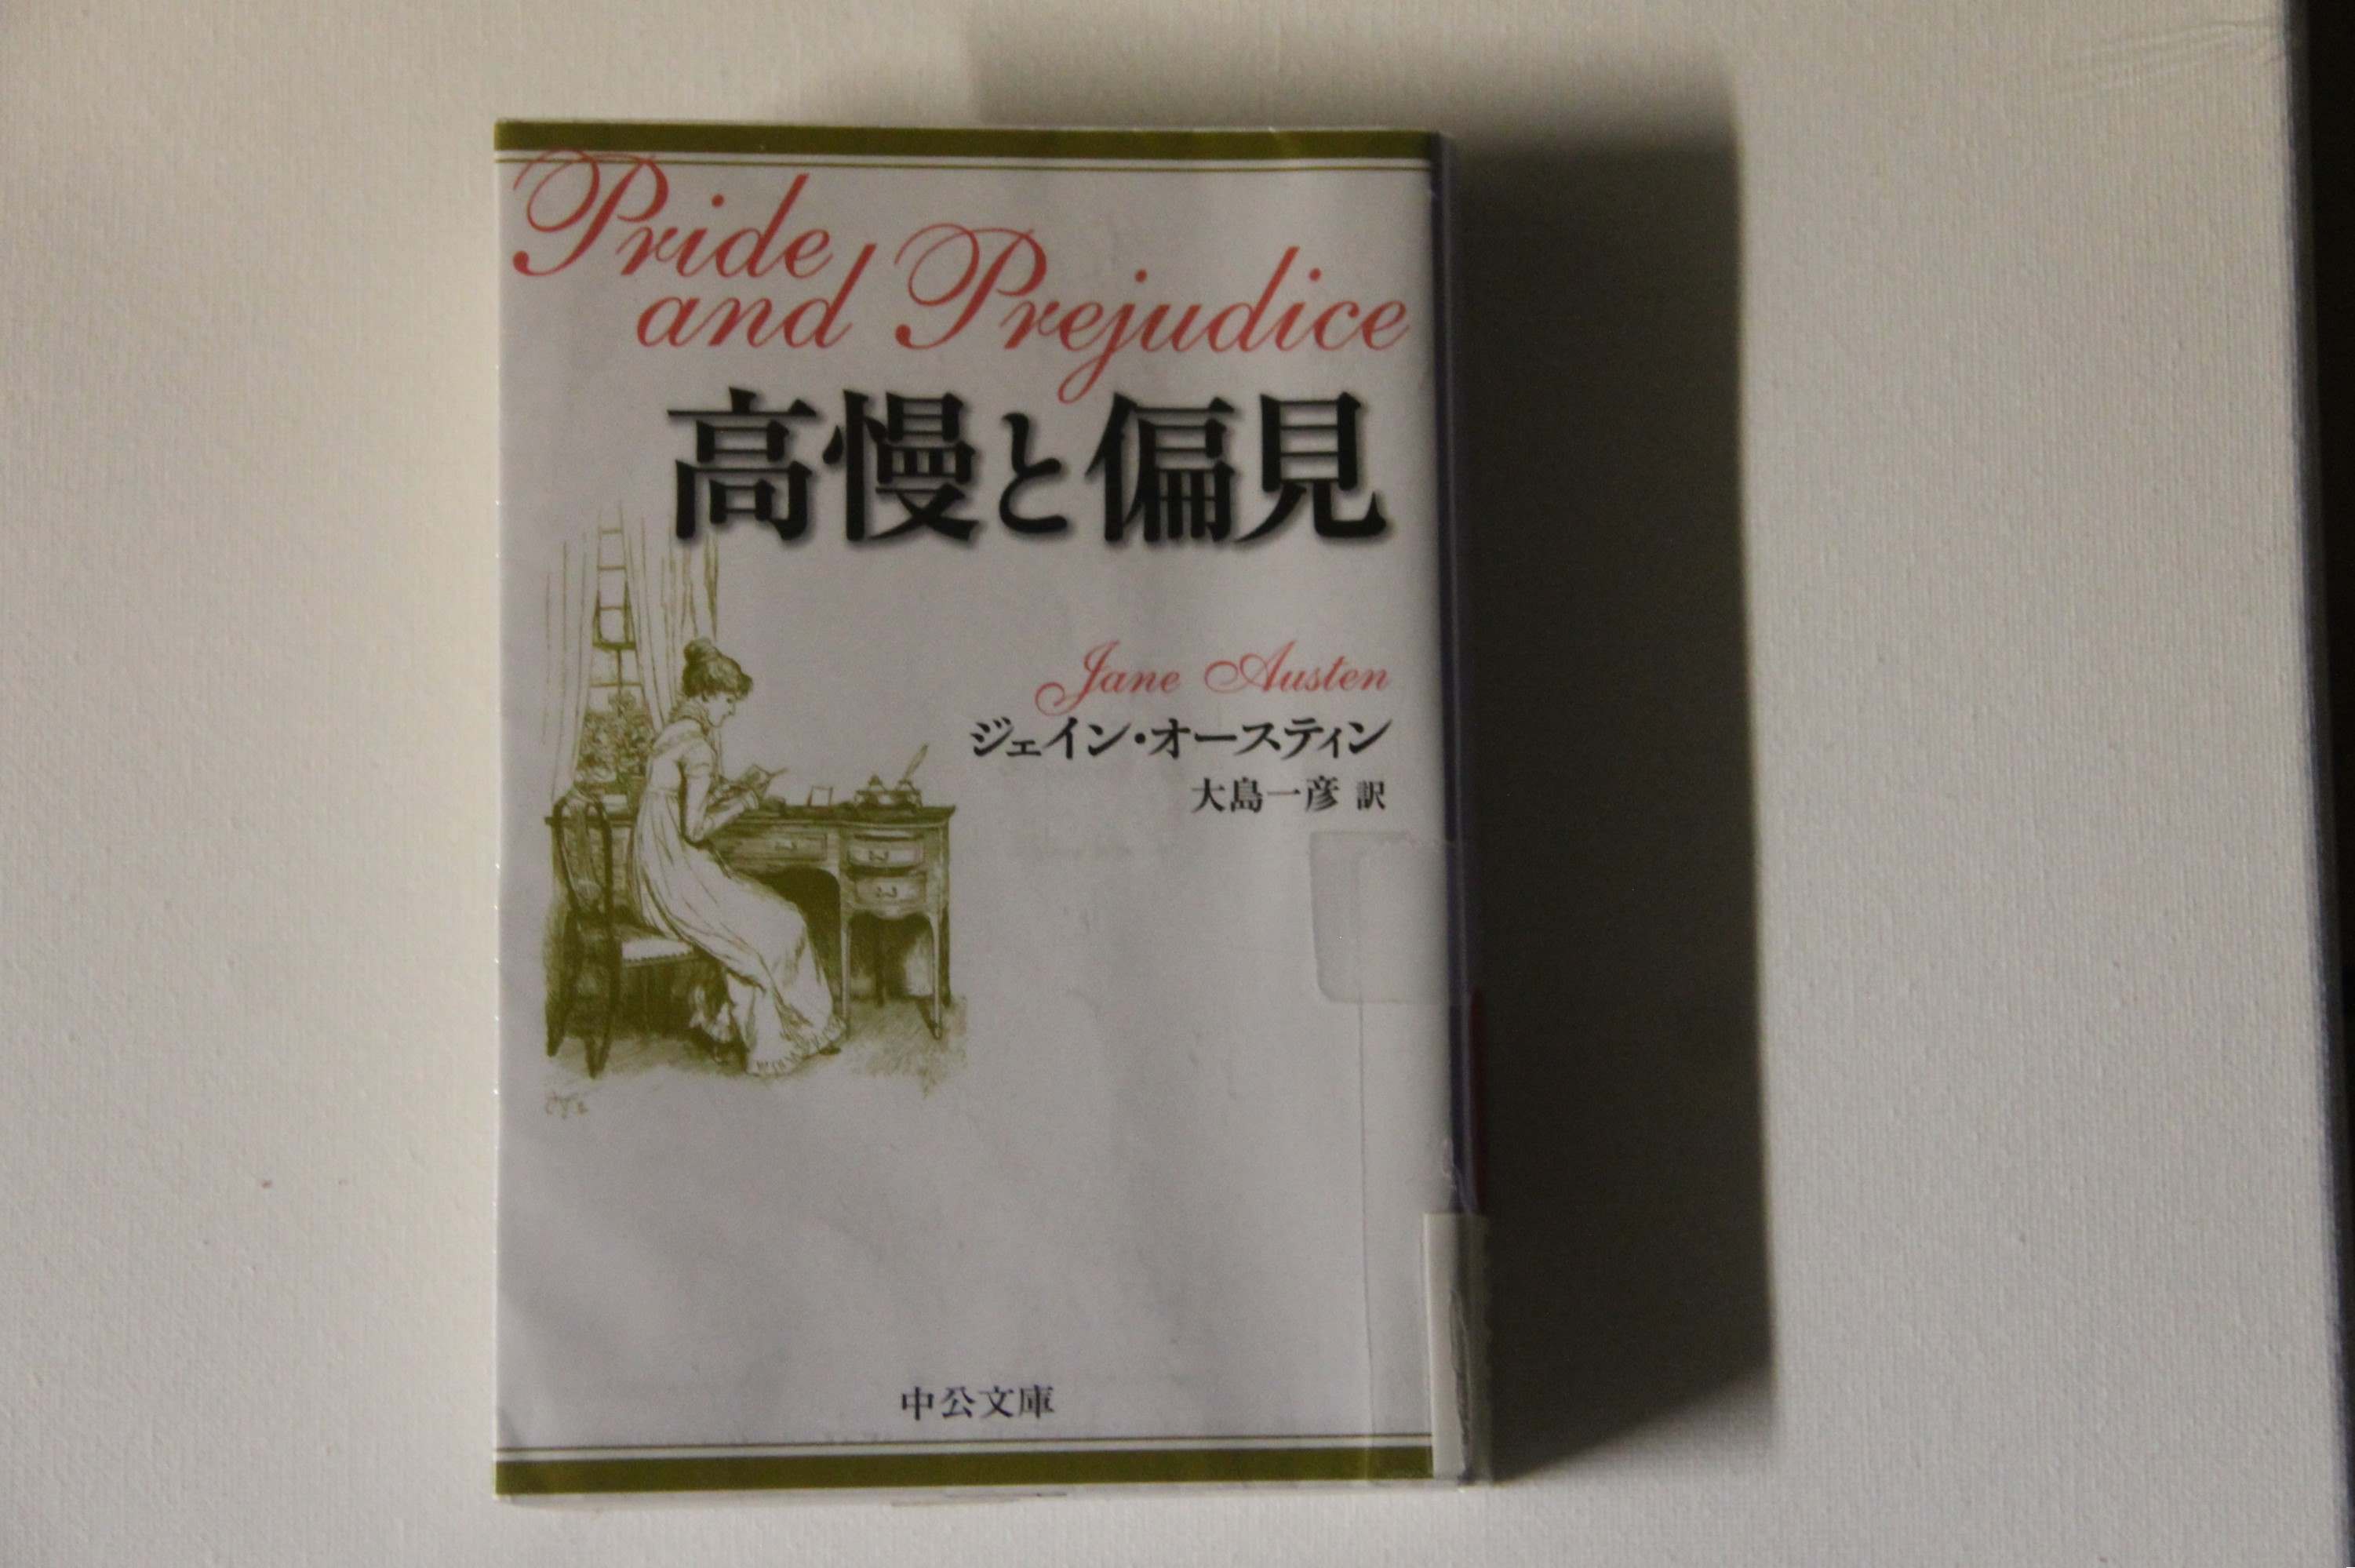 Pride
and Prejudice
高慢と偏見
Jane Austen
ジェイン・オースティン
大島一彦 訳
中公文庫